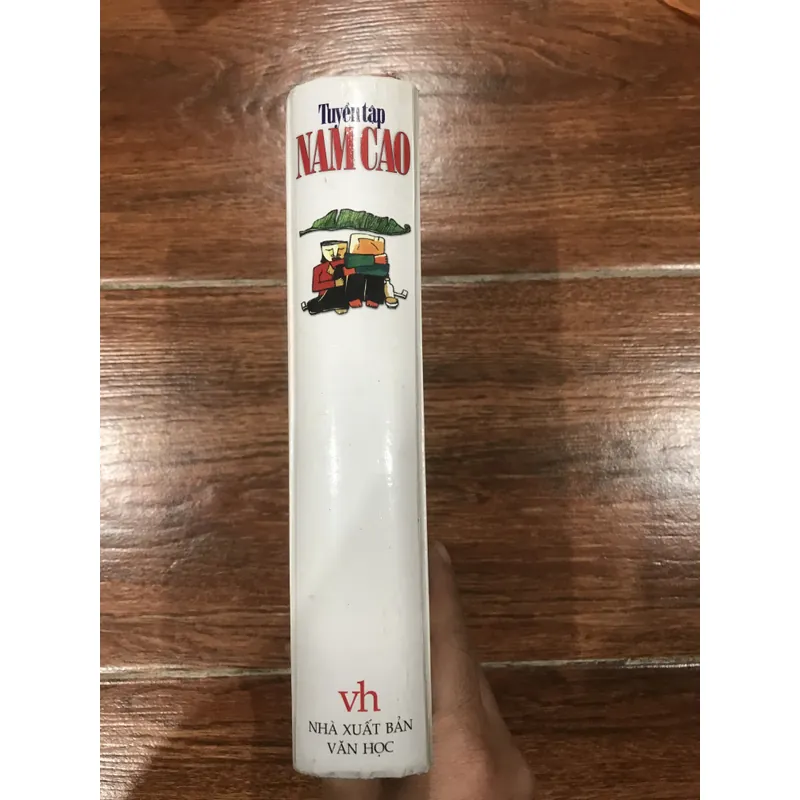 Tuyển tập
NAM CAO
vh
NHÀ XUẤT BẢN
VĂN HỌC